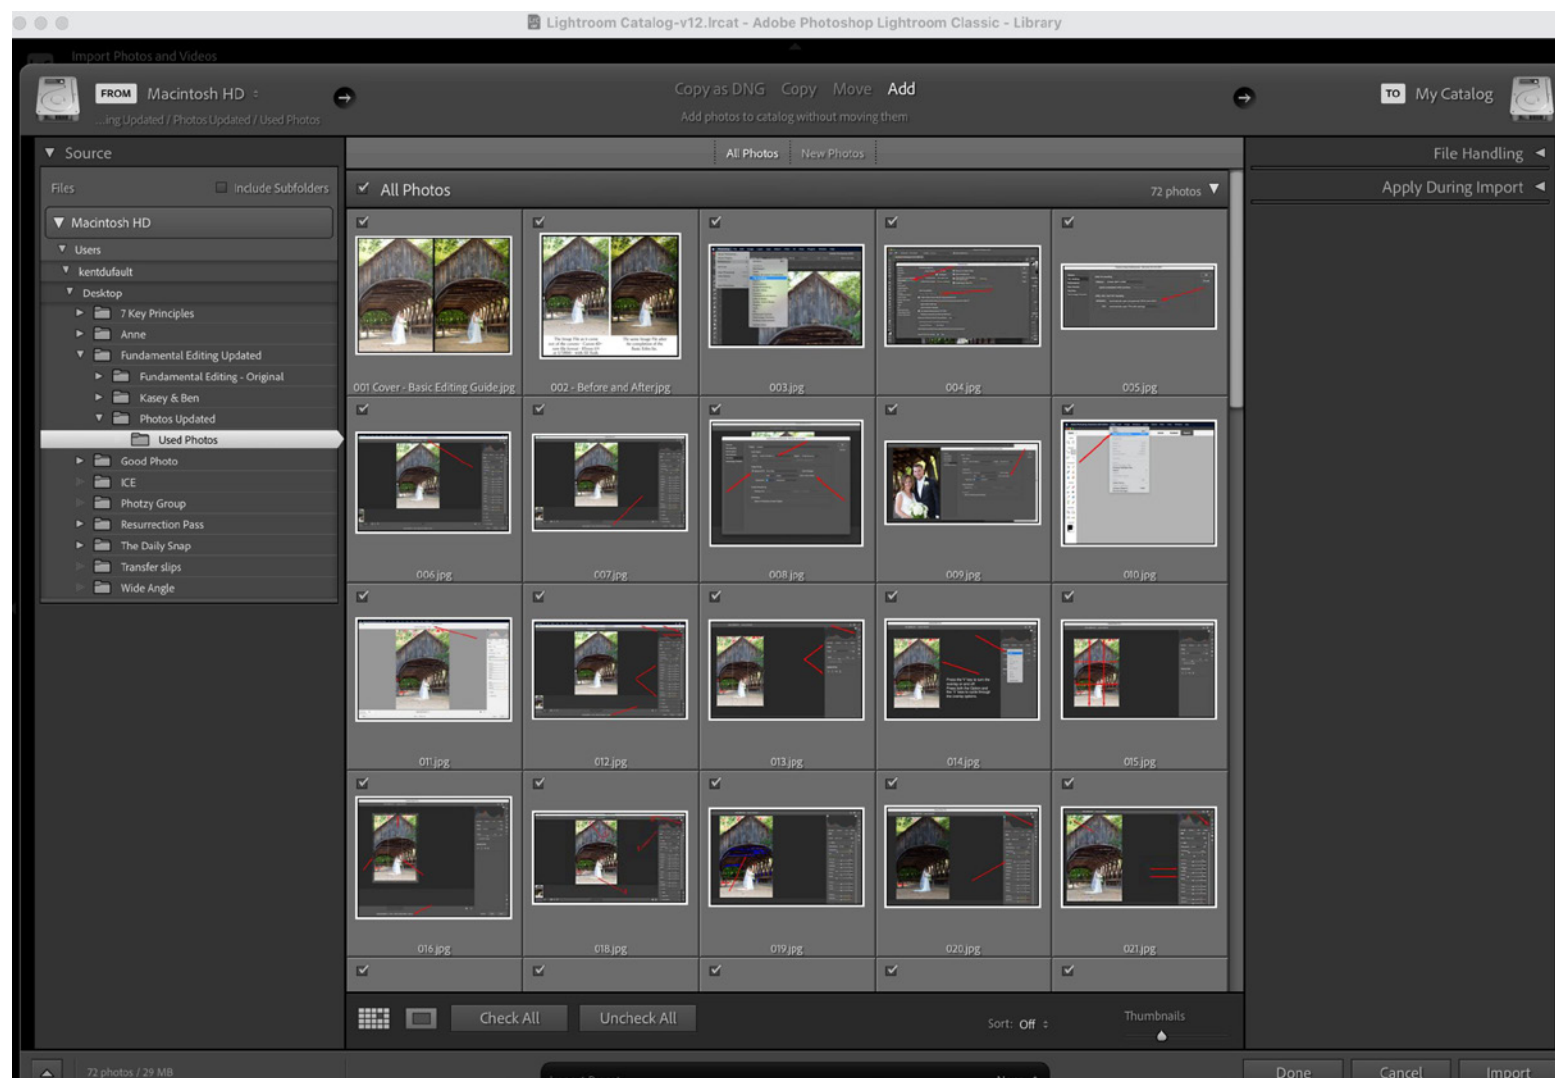 Lightroom Catalog-v12.lrcat - Adobe Photoshop Lightroom Classic - Library
Import Photos and Videos
FROM Macintosh HD
...ing Updated / Photos Updated / Used Photos
Copy as DNG Copy Move Add
Add photos to catalog without moving them
TO My Catalog
Source
Files Include Subfolders
Macintosh HD
Users
kentdufault
Desktop
7 Key Principles
Anne
Fundamental Editing Updated
Fundamental Editing - Original
Kasey & Ben
Photos Updated
Used Photos
Good Photo
ICE
Photzy Group
Resurrection Pass
The Daily Snap
Transfer slips
Wide Angle
All Photos New Photos
All Photos 72 photos
001 Cover - Basic Editing Guide.jpg 002 - Before and After.jpg 003.jpg 004.jpg 005.jpg
006.jpg 007.jpg 008.jpg 009.jpg 010.jpg
011.jpg 012.jpg 013.jpg 014.jpg 015.jpg
016.jpg 018.jpg 019.jpg 020.jpg 021.jpg
File Handling
Apply During Import
Check All Uncheck All Sort: Off Thumbnails
72 photos / 29 MB
Done Cancel Import